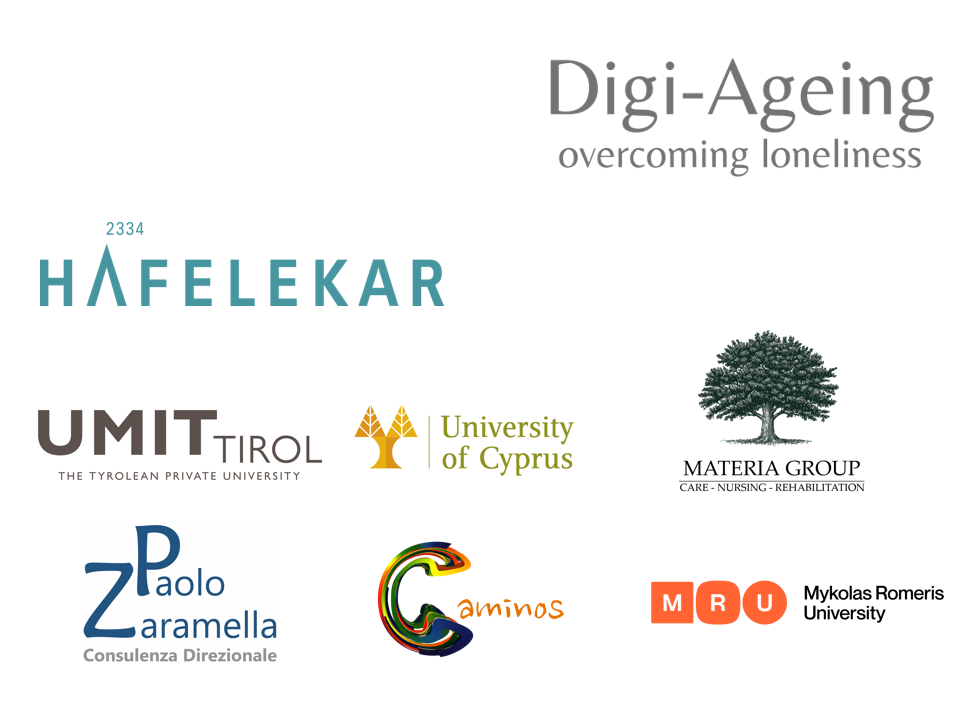 Digi-Ageing
overcoming loneliness
2334
HAFELEKAR
UMIT TIROL
THE TYROLEAN PRIVATE UNIVERSITY
University
of Cyprus
MATERIA GROUP
CARE - NURSING - REHABILITATION
Paolo
Zaramella
Consulenza Direzionale
Caminos
MRU
Mykolas Romeris
University